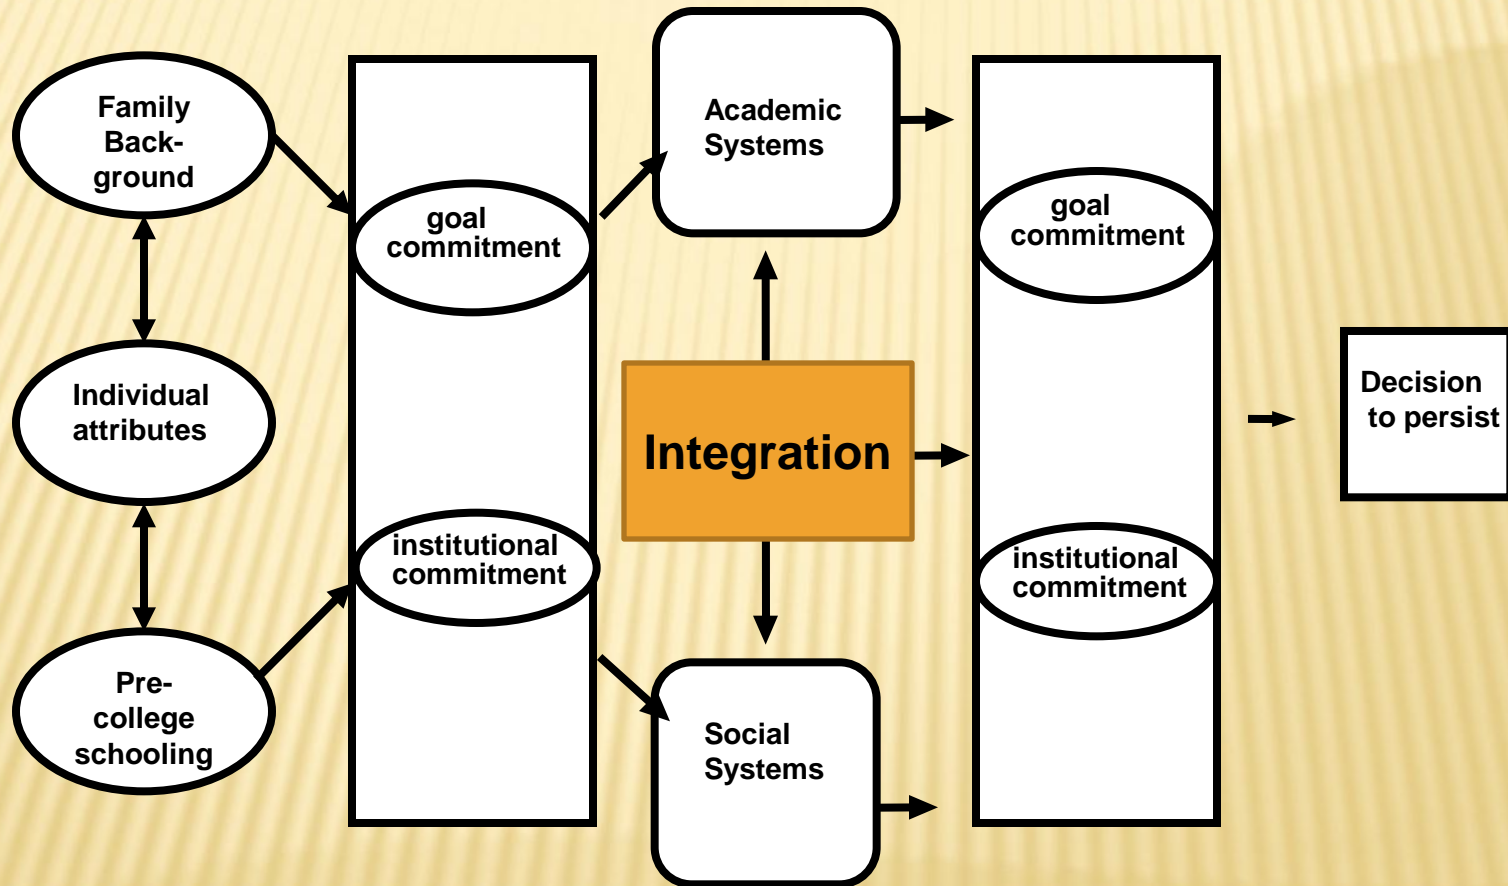 Family
Back-
ground
Individual
attributes
Pre-
college
schooling
goal
commitment
institutional
commitment
Academic
Systems
Integration
Social
Systems
goal
commitment
institutional
commitment
Decision
to persist